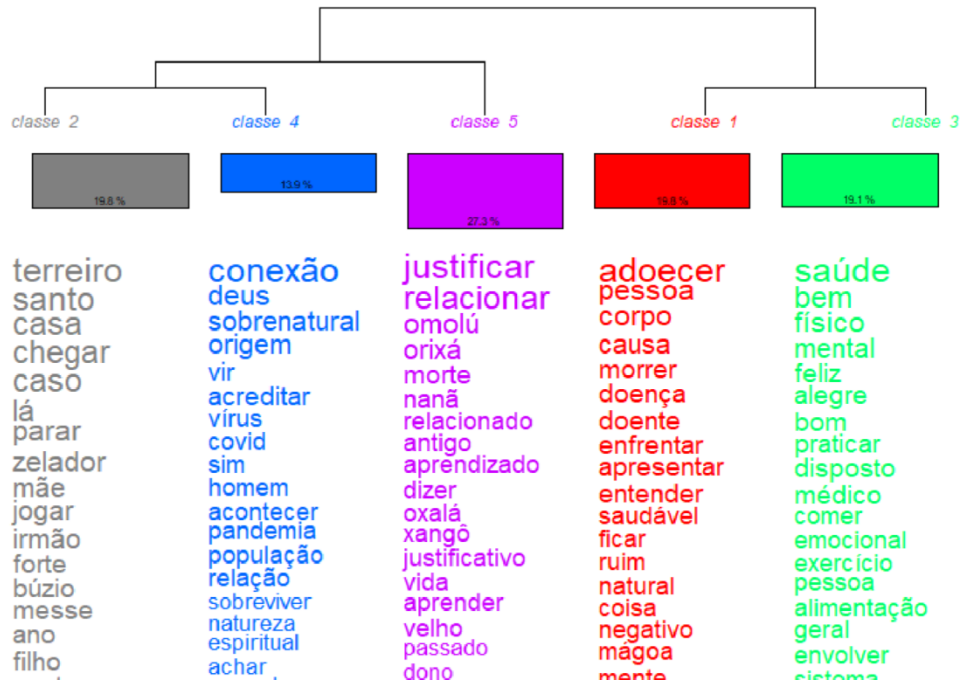 classe 2
classe 4
classe 5
classe 1
classe 3
19.6 %
13.9 %
27.3 %
19.8 %
19.1 %
terreiro
santo
casa
chegar
caso
lá
parar
zelador
mãe
jogar
irmão
forte
búzio
messe
ano
filho
conexão
deus
sobrenatural
origem
vir
acreditar
vírus
covid
sim
homem
acontecer
pandemia
população
relação
sobreviver
natureza
espiritual
achar
justificar
relacionar
omolú
orixá
morte
nanã
relacionado
antigo
aprendizado
dizer
oxalá
xangô
justificativo
vida
aprender
velho
passado
dono
adoecer
pessoa
corpo
causa
morrer
doença
doente
enfrentar
apresentar
entender
saudável
ficar
ruim
natural
coisa
negativo
mágoa
mente
saúde
bem
físico
mental
feliz
alegre
bom
praticar
disposto
médico
comer
emocional
exercício
pessoa
alimentação
geral
envolver
sistema